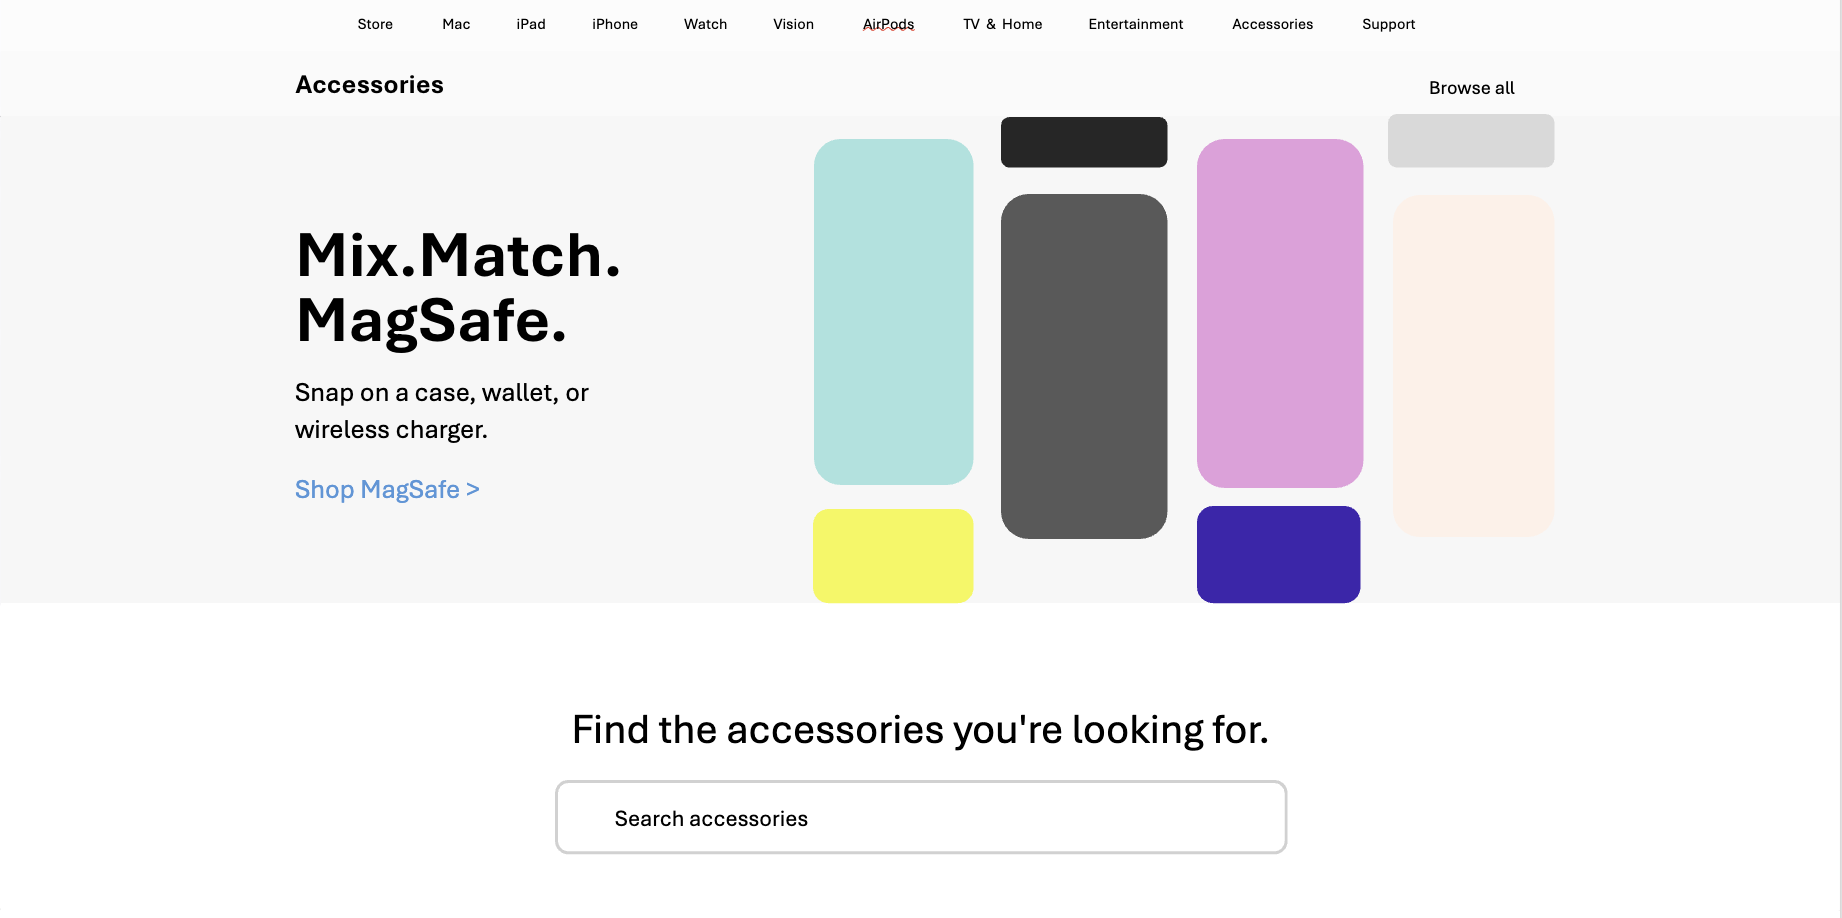 Store Mac iPad iPhone Watch Vision AirPods TV & Home Entertainment Accessories Support
Accessories
Browse all
Mix.Match.
MagSafe.
Snap on a case, wallet, or
wireless charger.
Shop MagSafe >
Find the accessories you're looking for.
Search accessories